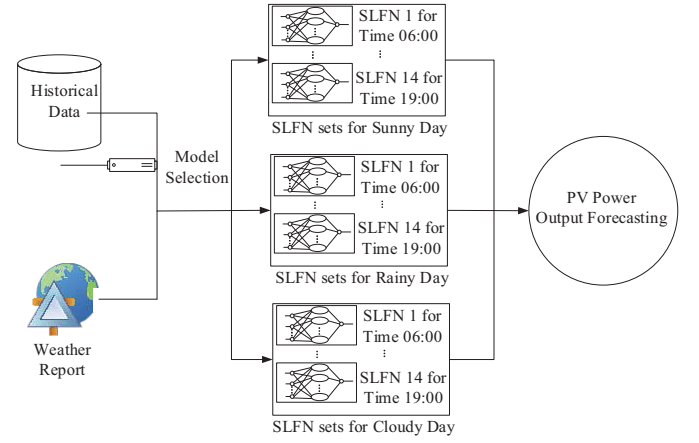 Historical
Data
Model
Selection
Weather
Report
SLFN 1 for
Time 06:00
SLFN 14 for
Time 19:00
SLFN sets for Sunny Day
SLFN 1 for
Time 06:00
SLFN 14 for
Time 19:00
SLFN sets for Rainy Day
SLFN 1 for
Time 06:00
SLFN 14 for
Time 19:00
SLFN sets for Cloudy Day
PV Power
Output Forecasting